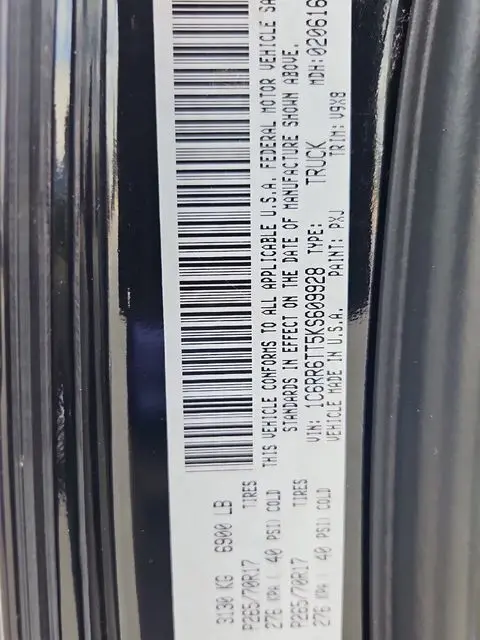 3130 KG 6900 LB
P265/70R17 TIRES
276 KPA ( 40 PSI) COLD
P265/70R17 TIRES
276 KPA ( 40 PSI) COLD
THIS VEHICLE CONFORMS TO ALL APPLICABLE U.S.A. FEDERAL MOTOR VEHICLE SA
STANDARDS IN EFFECT ON THE DATE OF MANUFACTURE SHOWN ABOVE.
VIN: 1C6RR6TT5KS609928 TYPE: TRUCK MDH:020616
VEHICLE MADE IN U.S.A. PAINT: PXJ TRIM: V9X8